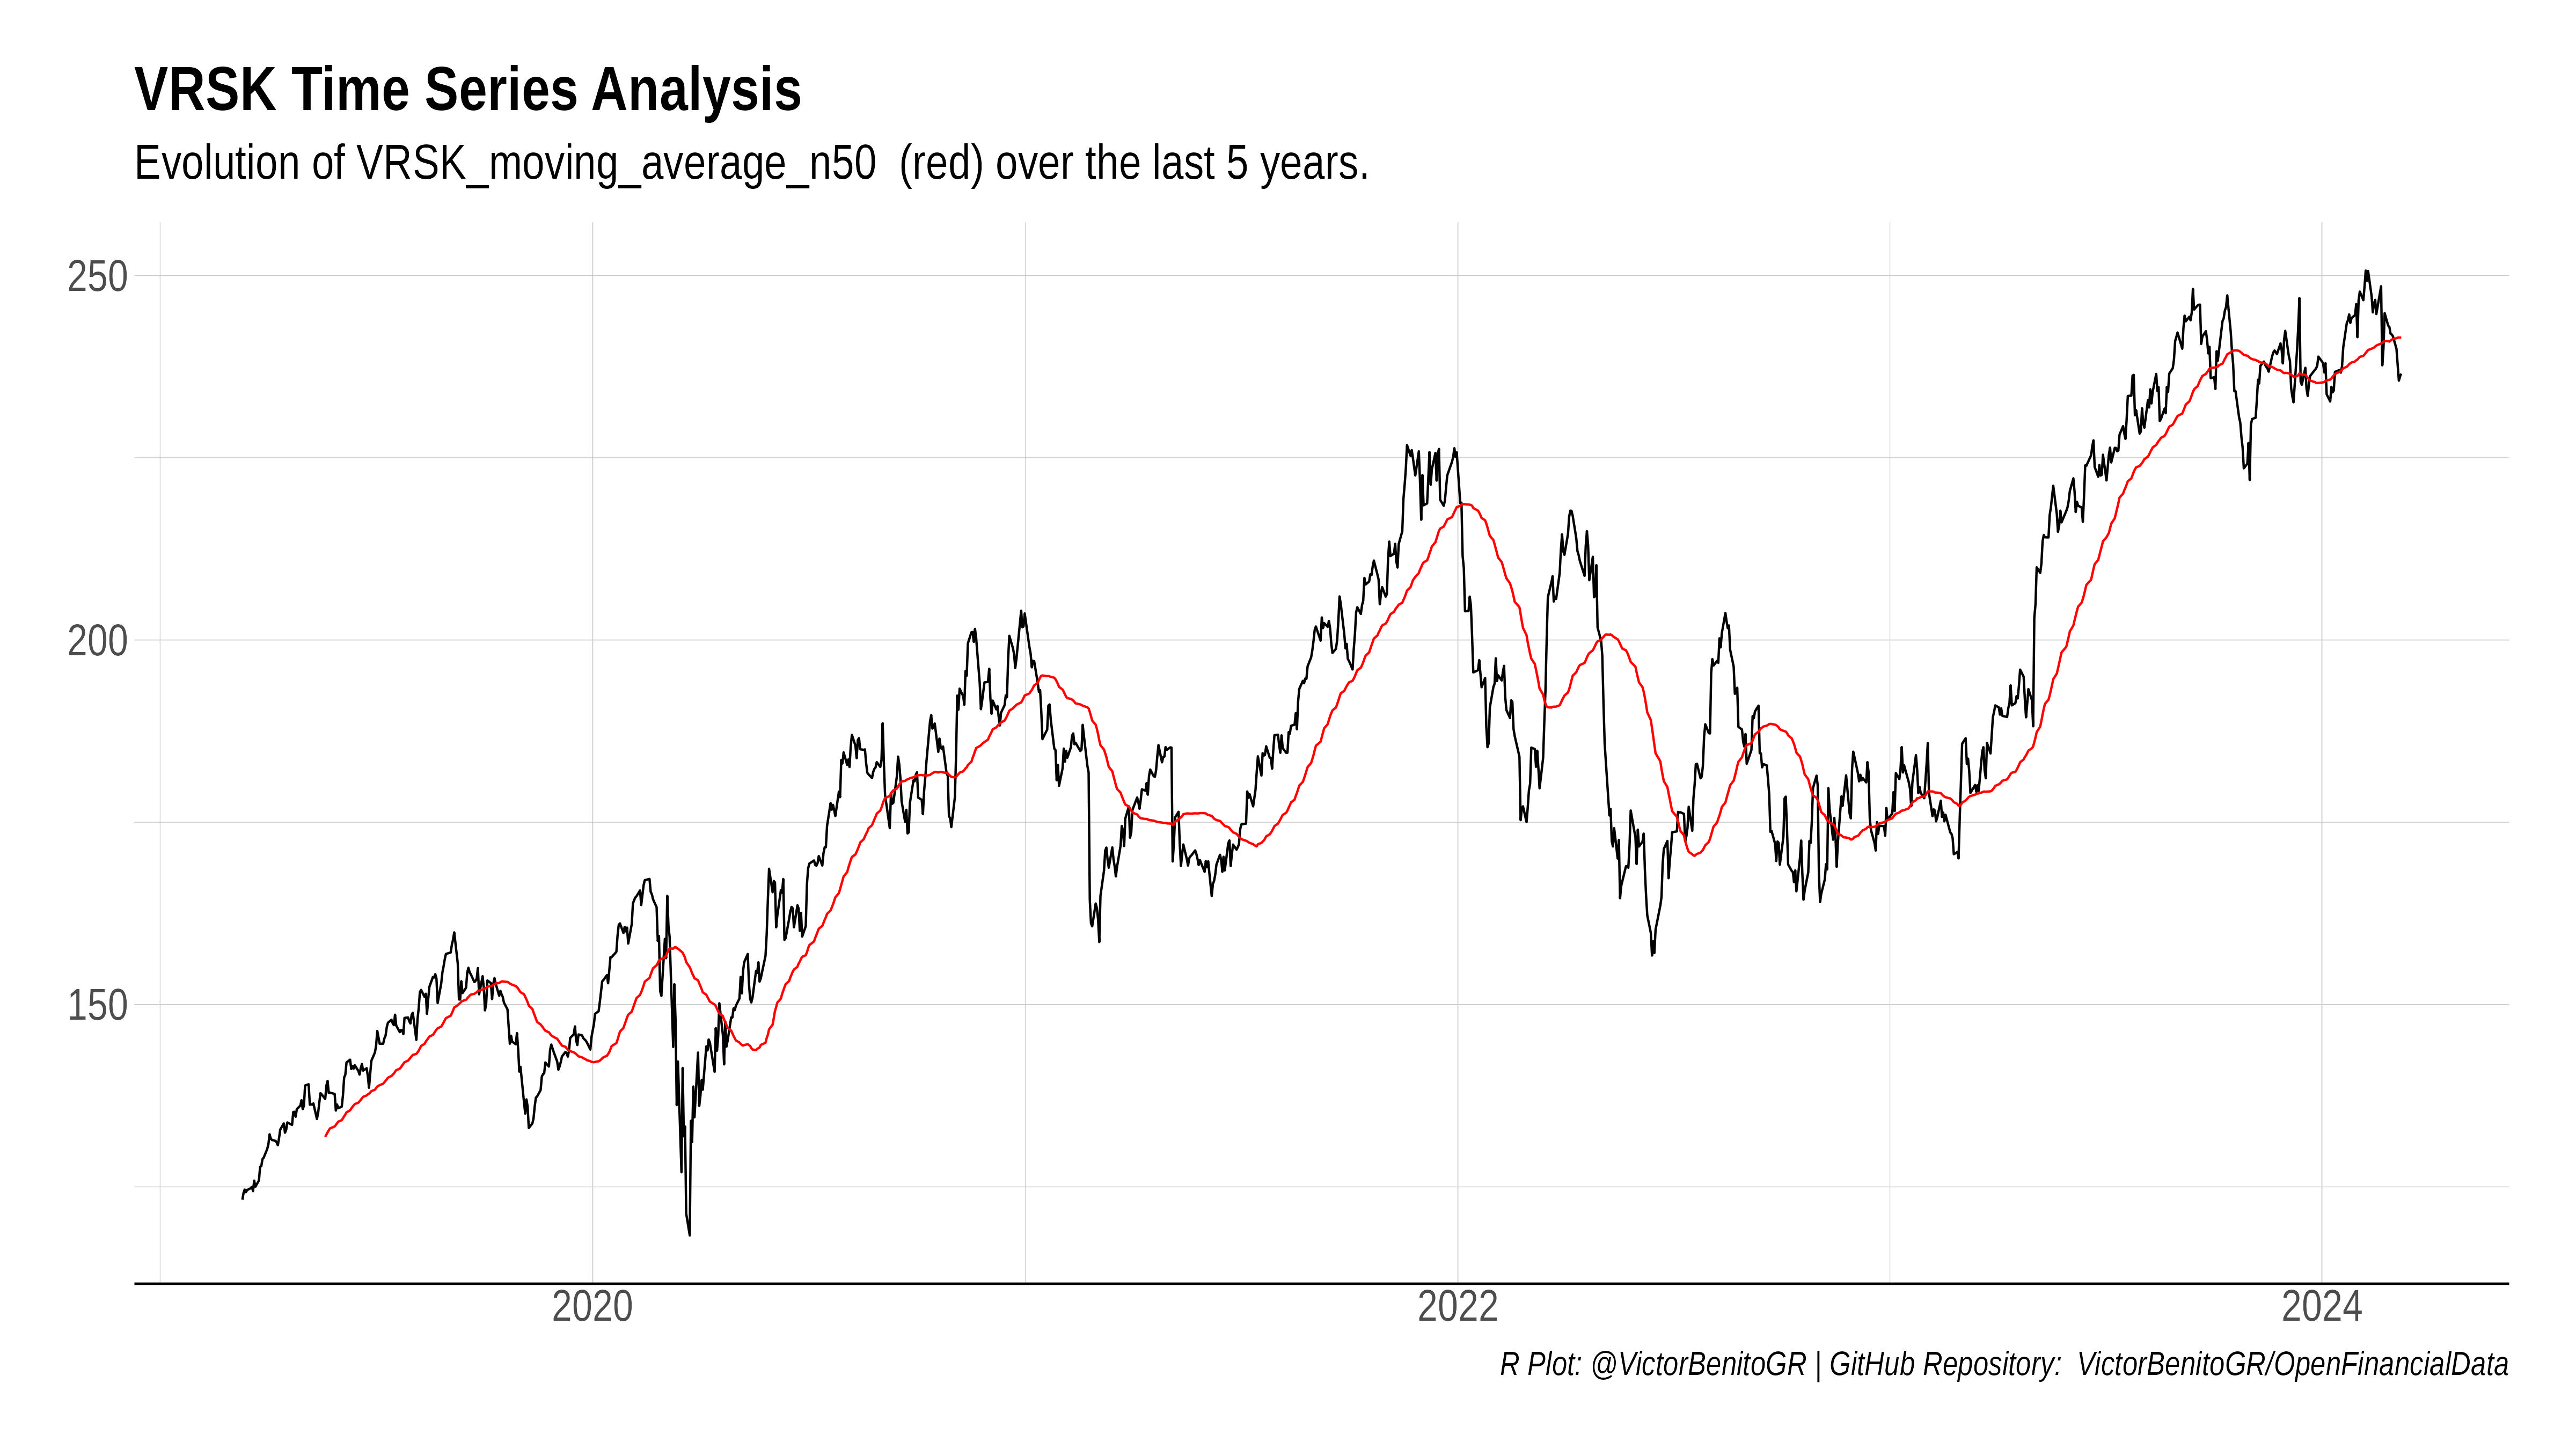 VRSK Time Series Analysis
Evolution of VRSK_moving_average_n50  (red) over the last 5 years.
250
200
150
2020 2022 2024
R Plot: @VictorBenitoGR | GitHub Repository:  VictorBenitoGR/OpenFinancialData